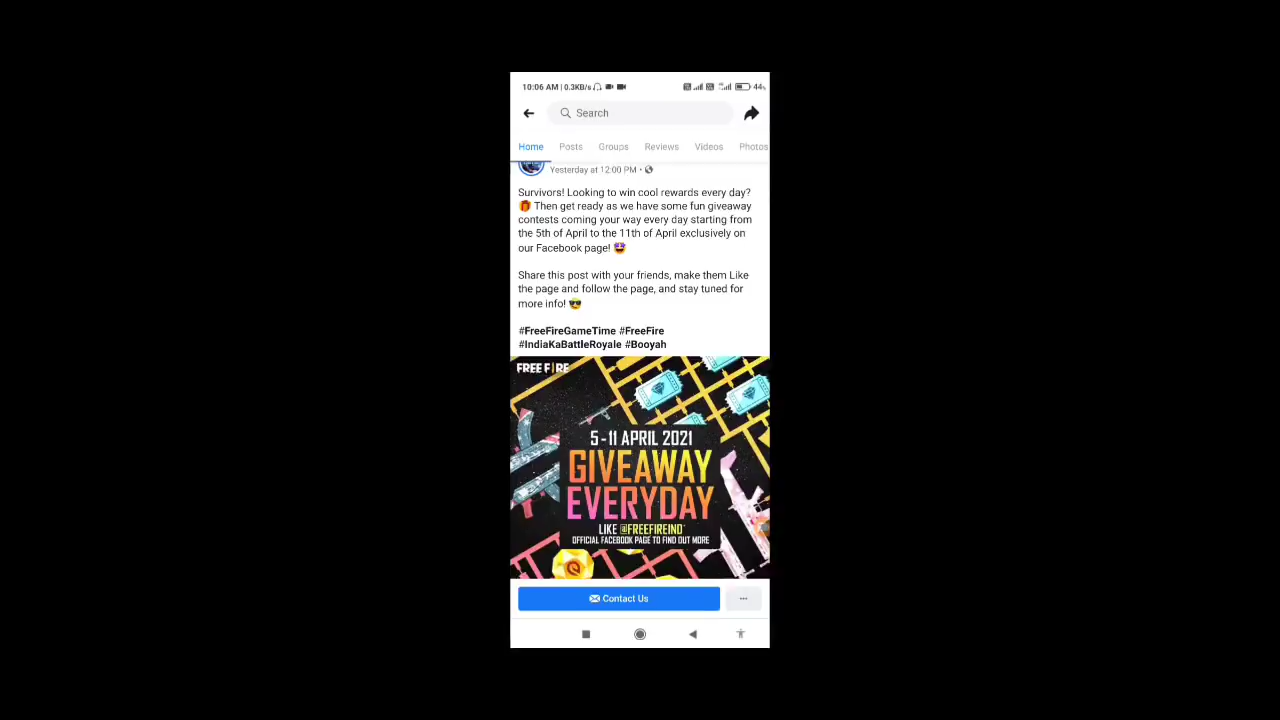 10:06 AM | 0.3KB/s
44%
Search
Home Posts Groups Reviews Videos Photos
Yesterday at 12:00 PM •
Survivors! Looking to win cool rewards every day?
🎁 Then get ready as we have some fun giveaway
contests coming your way every day starting from
the 5th of April to the 11th of April exclusively on
our Facebook page! 🤩
Share this post with your friends, make them Like
the page and follow the page, and stay tuned for
more info! 😎
#FreeFireGameTime #FreeFire
#IndiaKaBattleRoyale #Booyah
FREE FIRE
5-11 APRIL 2021
GIVEAWAY
EVERYDAY
LIKE @FREEFIREIND
OFFICIAL FACEBOOK PAGE TO FIND OUT MORE
Contact Us